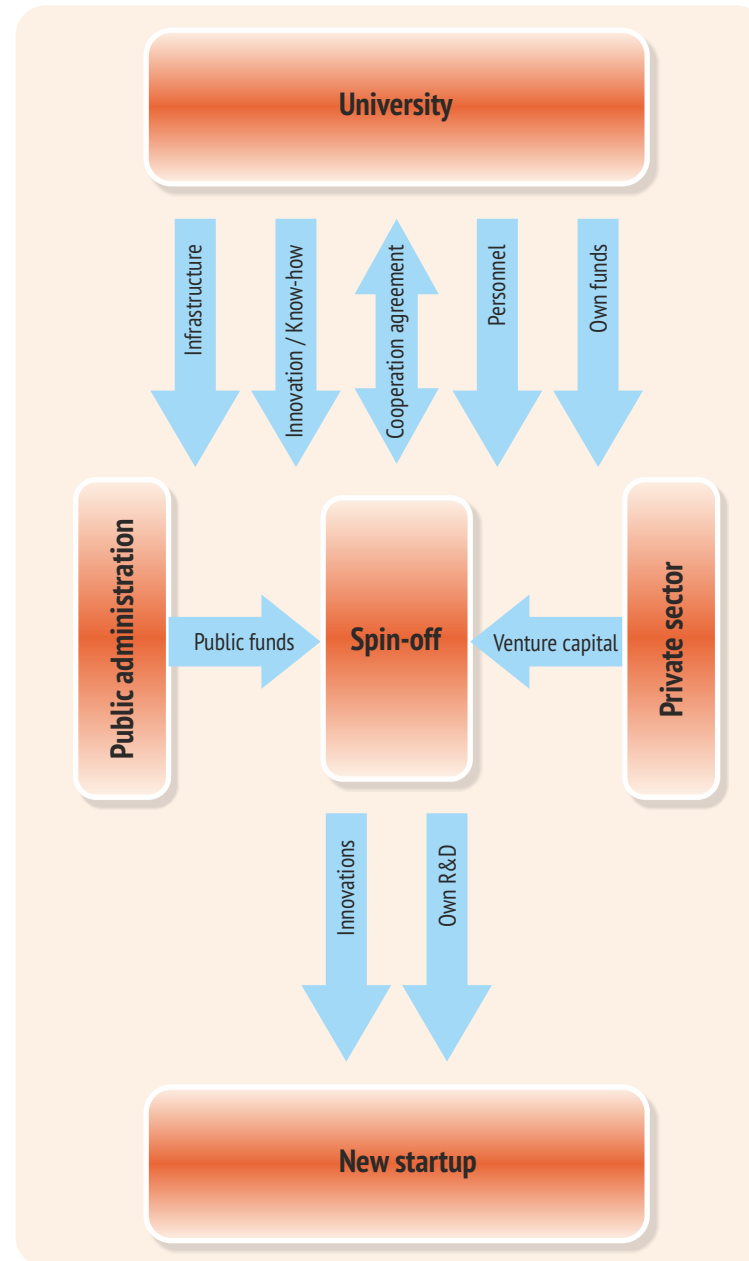 University
Infrastructure
Innovation / Know-how
Cooperation agreement
Personnel
Own funds
Public administration
Public funds
Spin-off
Venture capital
Private sector
Innovations
Own R&D
New startup